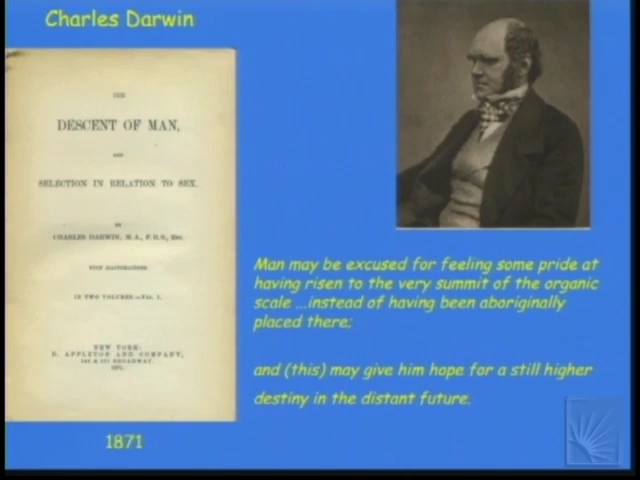 Charles Darwin
THE
DESCENT OF MAN,
AND
SELECTION IN RELATION TO SEX.
BY
CHARLES DARWIN, M.A., F.R.S., Etc.
WITH ILLUSTRATIONS
IN TWO VOLUMES.—VOL. I.
NEW YORK:
D. APPLETON AND COMPANY,
BROADWAY.
1871.
1871
Man may be excused for feeling some pride at
having risen to the very summit of the organic
scale ...instead of having been aboriginally
placed there;
and (this) may give him hope for a still higher
destiny in the distant future.